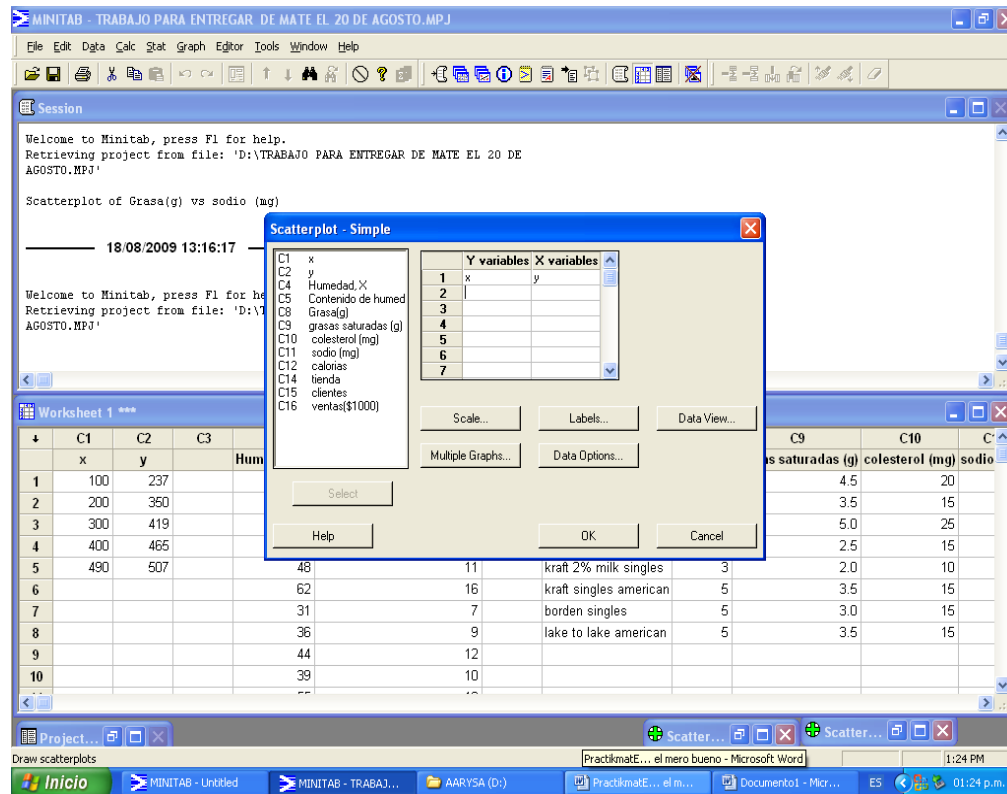 MINITAB - TRABAJO PARA ENTREGAR DE MATE EL 20 DE AGOSTO.MPJ
File Edit Data Calc Stat Graph Editor Tools Window Help
Session
Welcome to Minitab, press F1 for help.
Retrieving project from file: 'D:\TRABAJO PARA ENTREGAR DE MATE EL 20 DE
AGOSTO.MPJ'
Scatterplot of Grasa(g) vs sodio (mg)
18/08/2009 13:16:17
Welcome to Minitab, press F1 for he
Retrieving project from file: 'D:\T
AGOSTO.MPJ'
Scatterplot - Simple
C1 x
C2 y
C4 Humedad, X
C5 Contenido de humed
C8 Grasa(g)
C9 grasas saturadas (g)
C10 colesterol (mg)
C11 sodio (mg)
C12 calorias
C14 tienda
C15 clientes
C16 ventas($1000)
Y variables X variables
1 x y
2
3
4
5
6
7
Scale... Labels... Data View...
Multiple Graphs... Data Options...
Select
Help OK Cancel
Worksheet 1 ***
C1 C2 C3 C9 C10
x y Hum as saturadas (g) colesterol (mg) sodio
1 100 237 4.5 20
2 200 350 3.5 15
3 300 419 5.0 25
4 400 465 2.5 15
5 490 507 48 11 kraft 2% milk singles 3 2.0 10
6 62 16 kraft singles american 5 3.5 15
7 31 7 borden singles 5 3.0 15
8 36 9 lake to lake american 5 3.5 15
9 44 12
10 39 10
Project... Scatter... Scatter...
Draw scatterplots PractikmatE... el mero bueno - Microsoft Word 1:24 PM
Inicio MINITAB - Untitled MINITAB - TRABAJ... AARYSA (D:) PractikmatE... el m... Documento1 - Micr... ES 01:24 p.m.